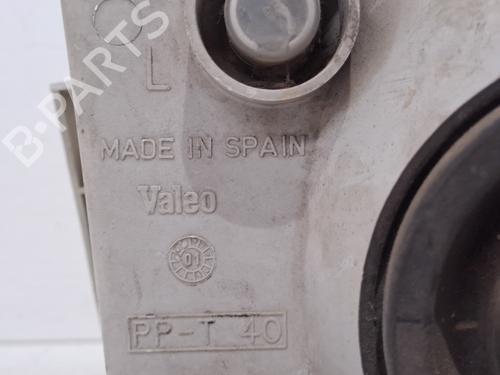 L
MADE IN SPAIN
Valeo
01
PP-T 40
B-PARTS